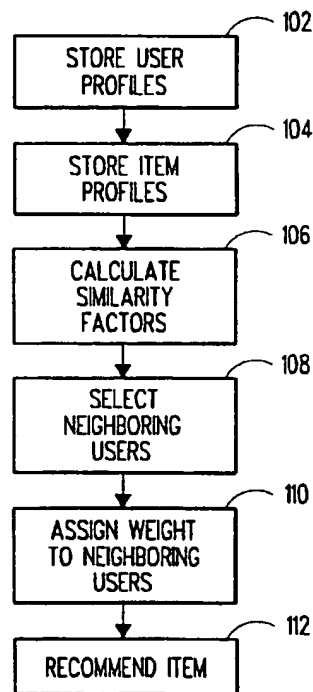 102
STORE USER
PROFILES
104
STORE ITEM
PROFILES
106
CALCULATE
SIMILARITY
FACTORS
108
SELECT
NEIGHBORING
USERS
110
ASSIGN WEIGHT
TO NEIGHBORING
USERS
112
RECOMMEND ITEM